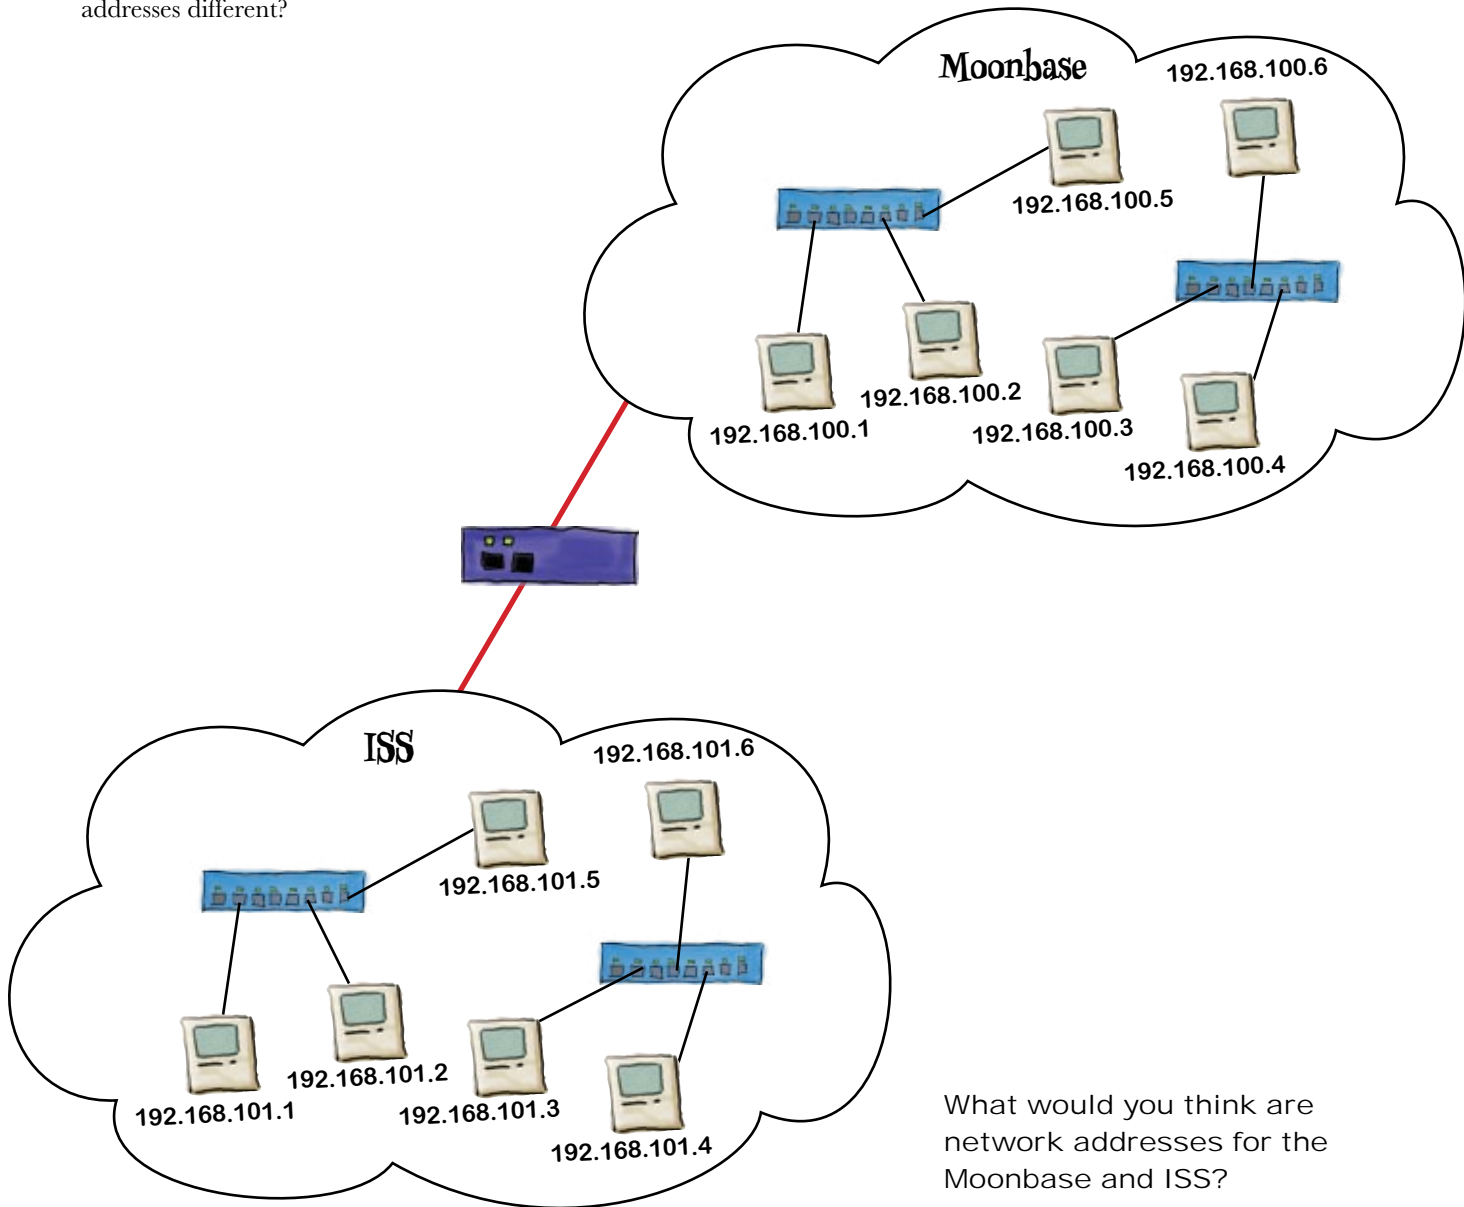 addresses different?
Moonbase
192.168.100.6
192.168.100.5
192.168.100.2
192.168.100.1
192.168.100.3
192.168.100.4
ISS
192.168.101.6
192.168.101.5
192.168.101.2
192.168.101.1
192.168.101.3
192.168.101.4
What would you think are
network addresses for the
Moonbase and ISS?